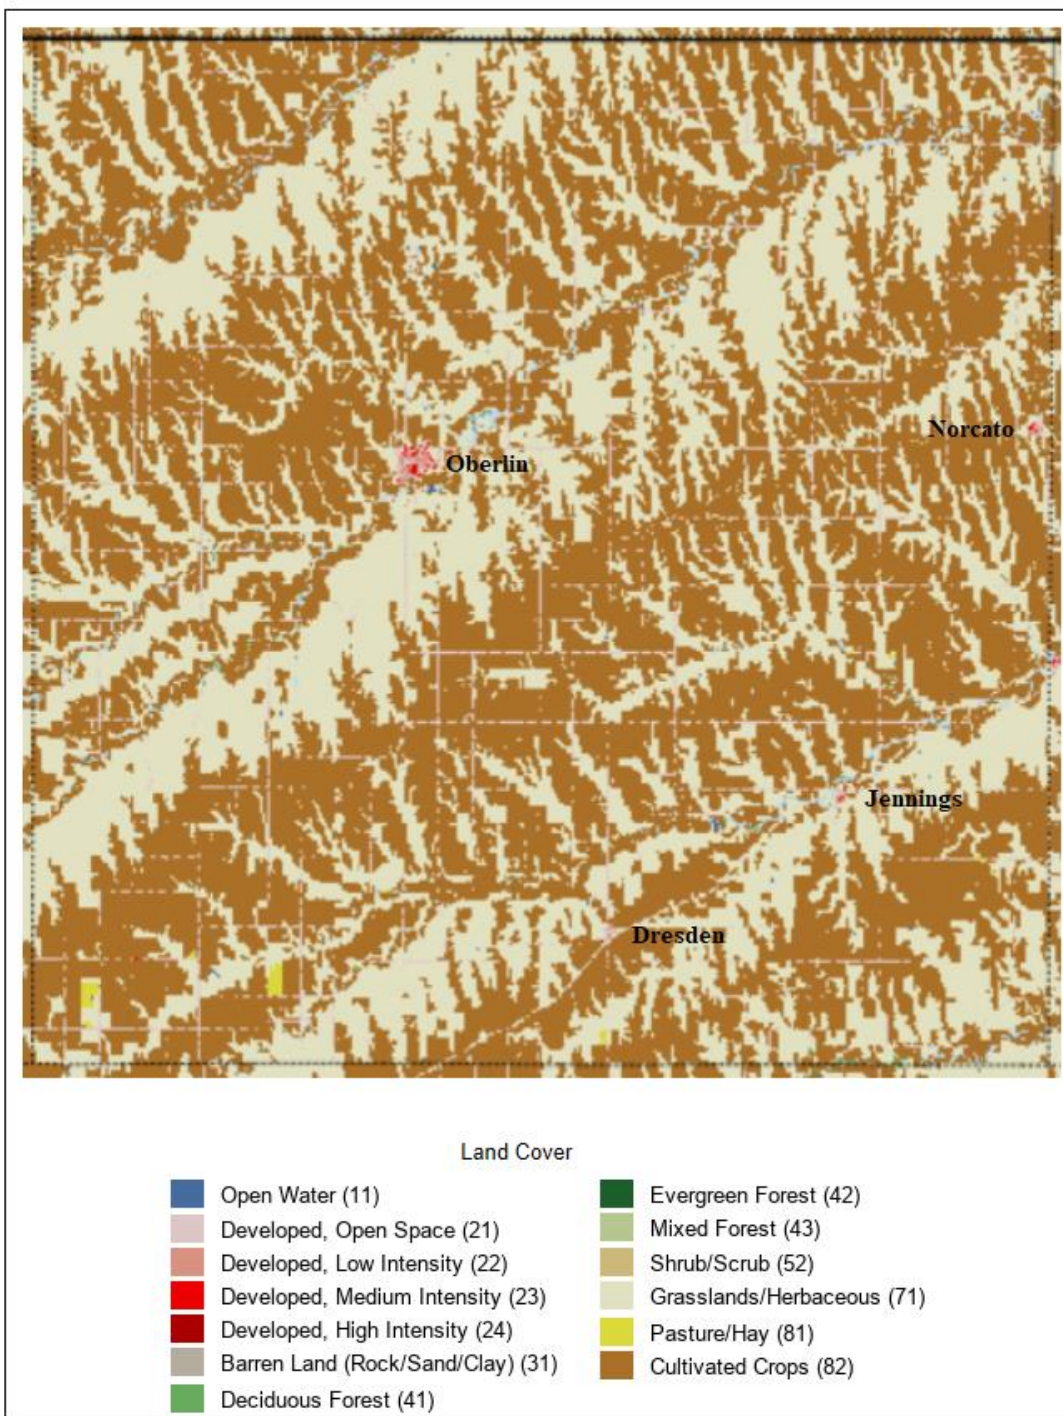 Norcato
Oberlin
Jennings
Dresden
Land Cover
Open Water (11)
Developed, Open Space (21)
Developed, Low Intensity (22)
Developed, Medium Intensity (23)
Developed, High Intensity (24)
Barren Land (Rock/Sand/Clay) (31)
Deciduous Forest (41)
Evergreen Forest (42)
Mixed Forest (43)
Shrub/Scrub (52)
Grasslands/Herbaceous (71)
Pasture/Hay (81)
Cultivated Crops (82)